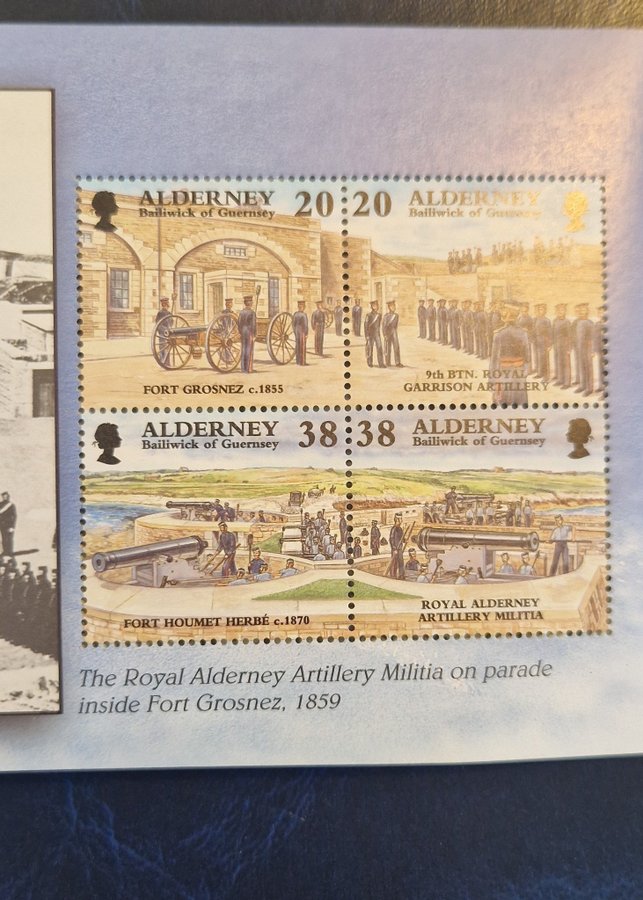 ALDERNEY 20
Bailiwick of Guernsey
FORT GROSNEZ c.1855
20 ALDERNEY
Bailiwick of Guernsey
9th BTN. ROYAL
GARRISON ARTILLERY
ALDERNEY 38
Bailiwick of Guernsey
FORT HOUMET HERBÉ c.1870
38 ALDERNEY
Bailiwick of Guernsey
ROYAL ALDERNEY
ARTILLERY MILITIA
The Royal Alderney Artillery Militia on parade
inside Fort Grosnez, 1859